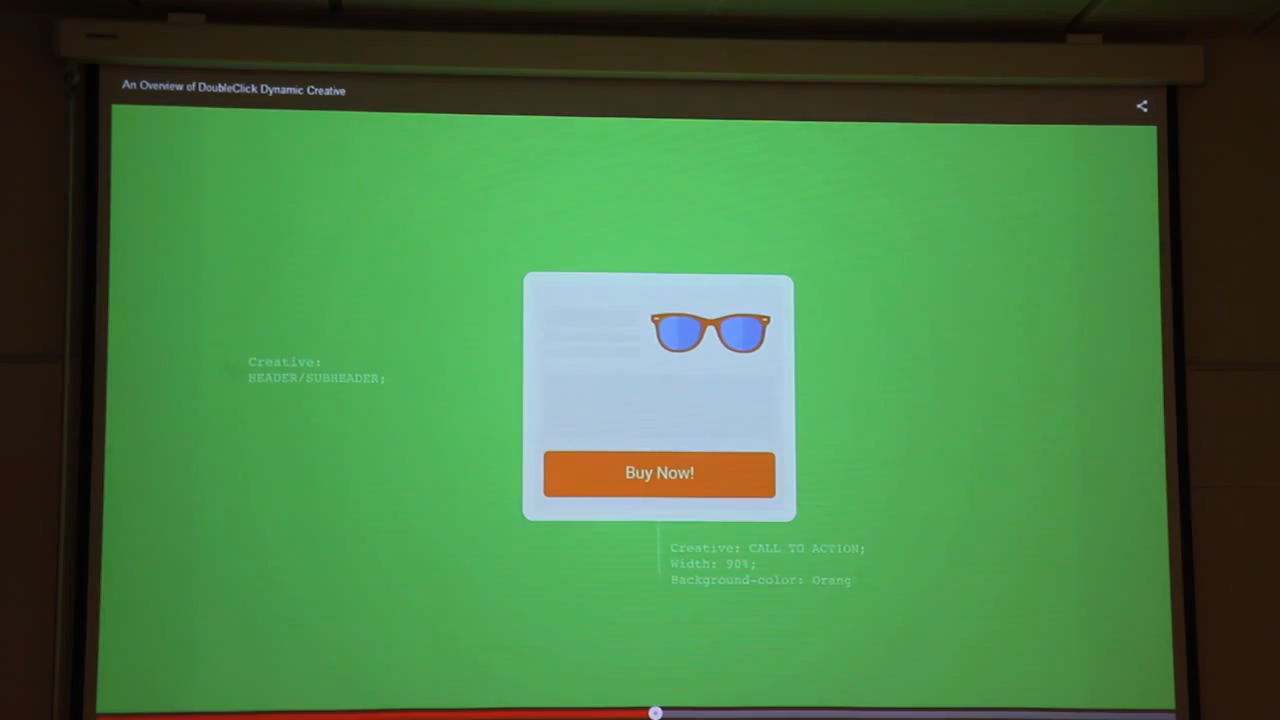 An Overview of DoubleClick Dynamic Creative
Creative:
HEADER/SUBHEADER;
Buy Now!
Creative: CALL TO ACTION;
Width: 90%;
Background-color: Orang